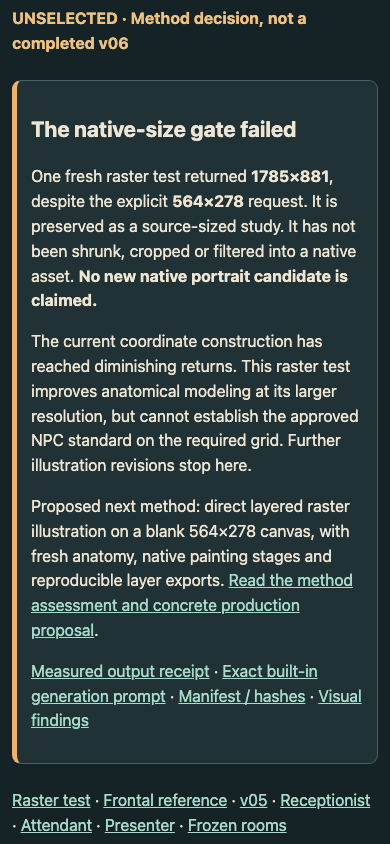 UNSELECTED · Method decision, not a
completed v06
The native-size gate failed
One fresh raster test returned 1785×881,
despite the explicit 564×278 request. It is
preserved as a source-sized study. It has not
been shrunk, cropped or filtered into a native
asset. No new native portrait candidate is
claimed.
The current coordinate construction has
reached diminishing returns. This raster test
improves anatomical modeling at its larger
resolution, but cannot establish the approved
NPC standard on the required grid. Further
illustration revisions stop here.
Proposed next method: direct layered raster
illustration on a blank 564×278 canvas, with
fresh anatomy, native painting stages and
reproducible layer exports. Read the method
assessment and concrete production
proposal.
Measured output receipt · Exact built-in
generation prompt · Manifest / hashes · Visual
findings
Raster test · Frontal reference · v05 · Receptionist
· Attendant · Presenter · Frozen rooms